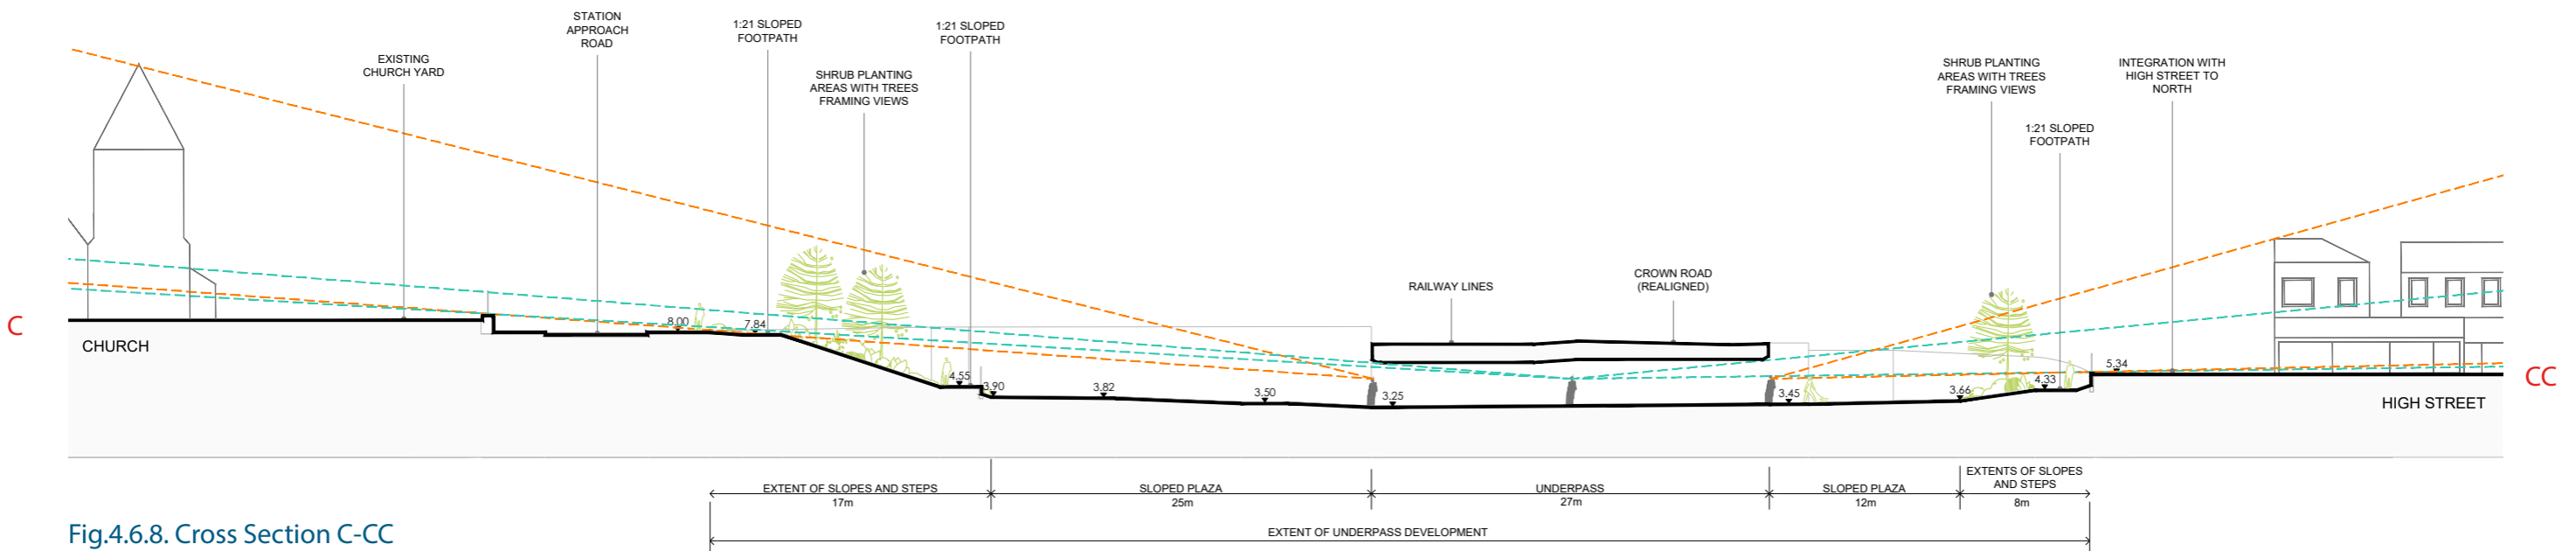 STATION
APPROACH
ROAD
1:21 SLOPED
FOOTPATH
1:21 SLOPED
FOOTPATH
EXISTING
CHURCH YARD
SHRUB PLANTING
AREAS WITH TREES
FRAMING VIEWS
SHRUB PLANTING
AREAS WITH TREES
FRAMING VIEWS
INTEGRATION WITH
HIGH STREET TO
NORTH
1:21 SLOPED
FOOTPATH
RAILWAY LINES
CROWN ROAD
(REALIGNED)
C
CHURCH
8.00
7.84
4.55
3.90
3.82
3.50
3.25
3.45
3.66
4.33
5.34
CC
HIGH STREET
EXTENT OF SLOPES AND STEPS
17m
SLOPED PLAZA
25m
UNDERPASS
27m
SLOPED PLAZA
12m
EXTENTS OF SLOPES
AND STEPS
8m
EXTENT OF UNDERPASS DEVELOPMENT
Fig.4.6.8. Cross Section C-CC